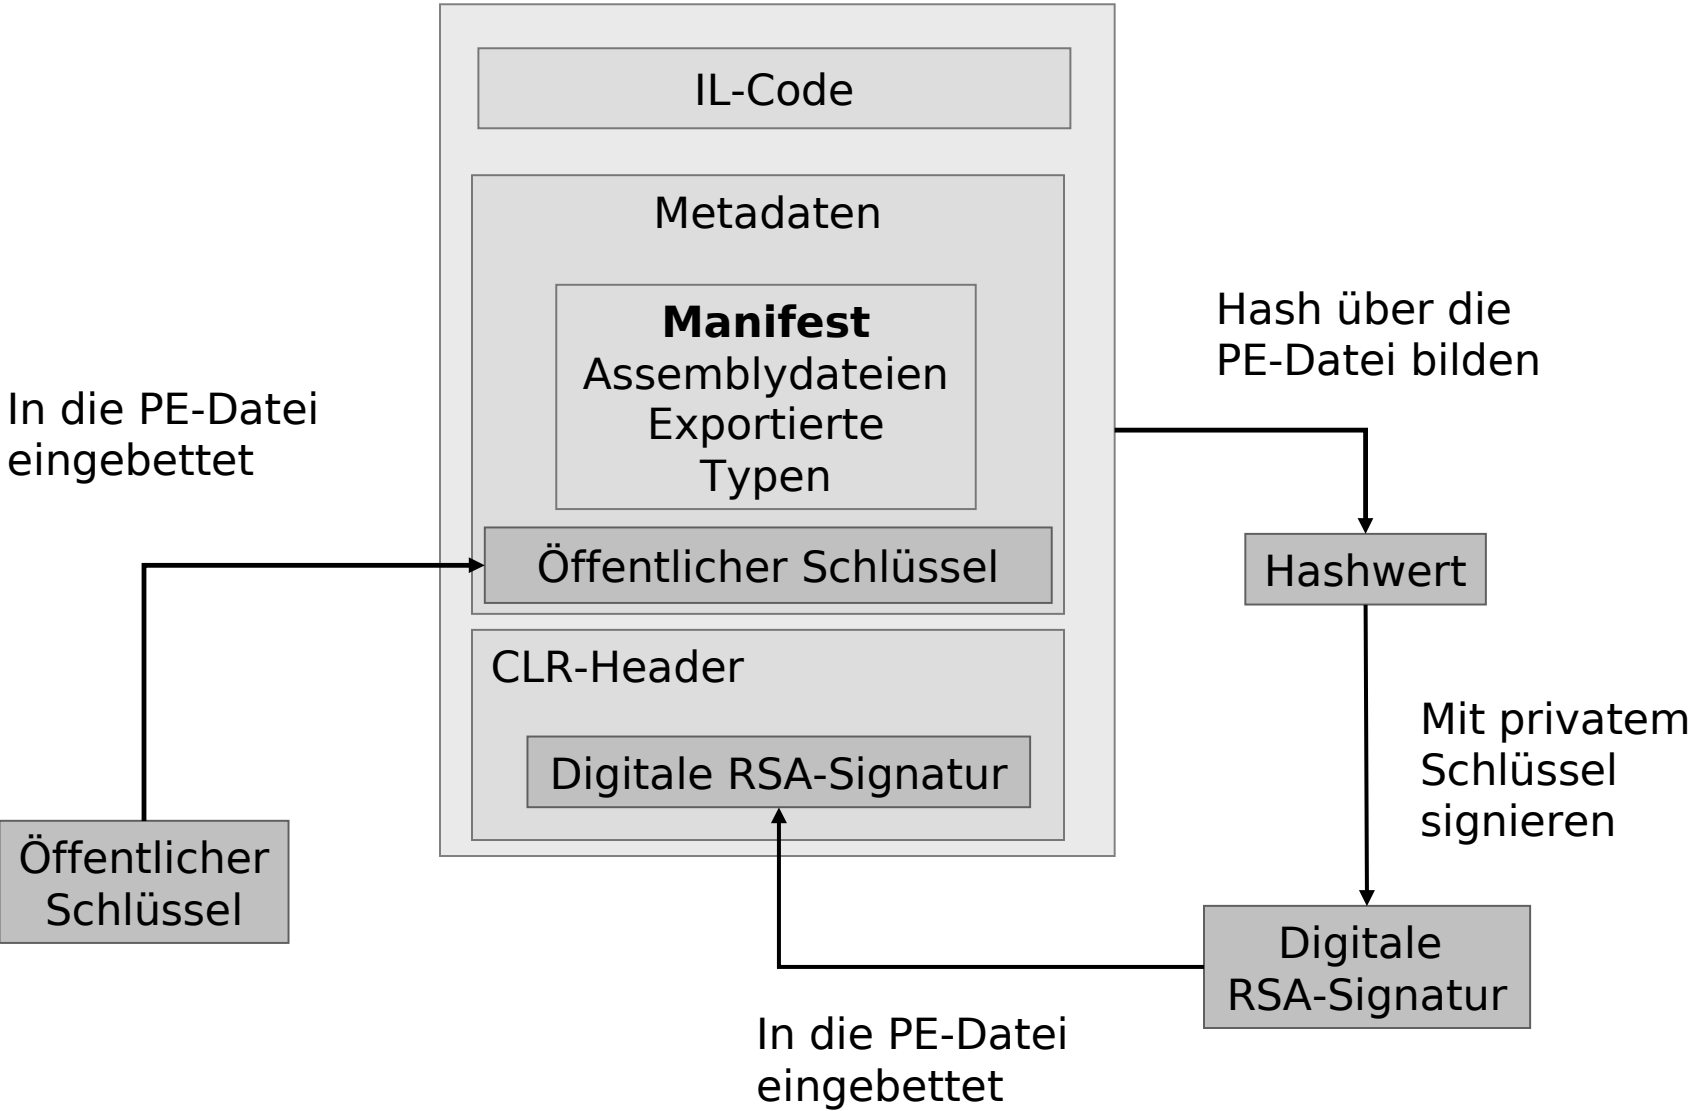 IL-Code
Metadaten
Manifest
Assemblydateien
Exportierte
Typen
Öffentlicher Schlüssel
CLR-Header
Digitale RSA-Signatur
In die PE-Datei
eingebettet
Öffentlicher
Schlüssel
Hash über die
PE-Datei bilden
Hashwert
Mit privatem
Schlüssel
signieren
Digitale
RSA-Signatur
In die PE-Datei
eingebettet